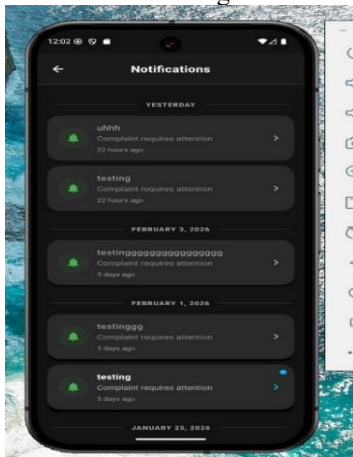 12:02
Notifications
YESTERDAY
uhhh
Complaint requires attention
22 hours ago
testing
Complaint requires attention
22 hours ago
FEBRUARY 3, 2026
testingggggggggggggggggg
Complaint requires attention
3 days ago
FEBRUARY 1, 2026
testinggg
Complaint requires attention
5 days ago
testing
Complaint requires attention
5 days ago
JANUARY 25, 2026